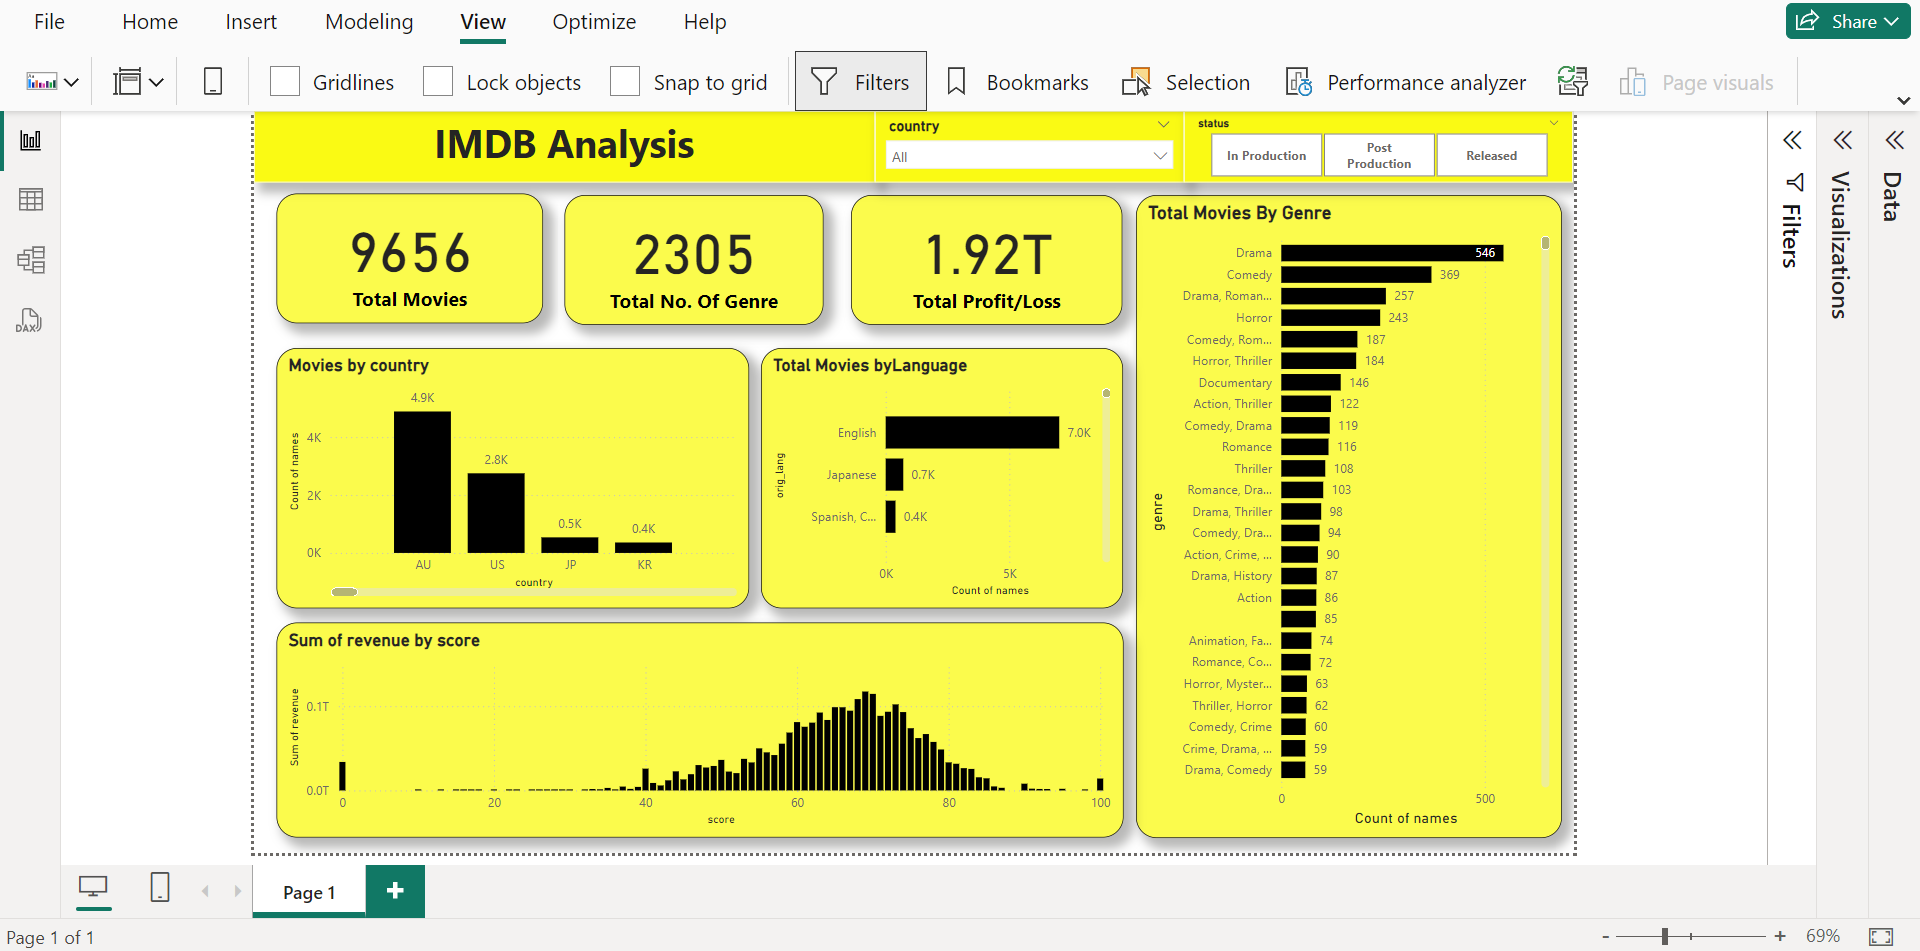 File Home Insert Modeling View Optimize Help Share
Gridlines Lock objects Snap to grid Filters Bookmarks Selection Performance analyzer Page visuals
IMDB Analysis
country
All
status
In Production
Post
Production
Released
9656
Total Movies
2305
Total No. Of Genre
1.92T
Total Profit/Loss
Movies by country
Count of names
4K
2K
0K
4.9K
2.8K
0.5K
0.4K
AU US JP KR
country
Total Movies byLanguage
orig_lang
English 7.0K
Japanese 0.7K
Spanish, C... 0.4K
0K 5K
Count of names
Sum of revenue by score
Sum of revenue
0.1T
0.0T
0 20 40 60 80 100
score
Total Movies By Genre
genre
Drama 546
Comedy 369
Drama, Roman... 257
Horror 243
Comedy, Rom... 187
Horror, Thriller 184
Documentary 146
Action, Thriller 122
Comedy, Drama 119
Romance 116
Thriller 108
Romance, Dra... 103
Drama, Thriller 98
Comedy, Dra... 94
Action, Crime, ... 90
Drama, History 87
Action 86
85
Animation, Fa... 74
Romance, Co... 72
Horror, Myster... 63
Thriller, Horror 62
Comedy, Crime 60
Crime, Drama, ... 59
Drama, Comedy 59
0 500
Count of names
Filters
Visualizations
Data
DAX
Page 1
+
Page 1 of 1
- + 69%